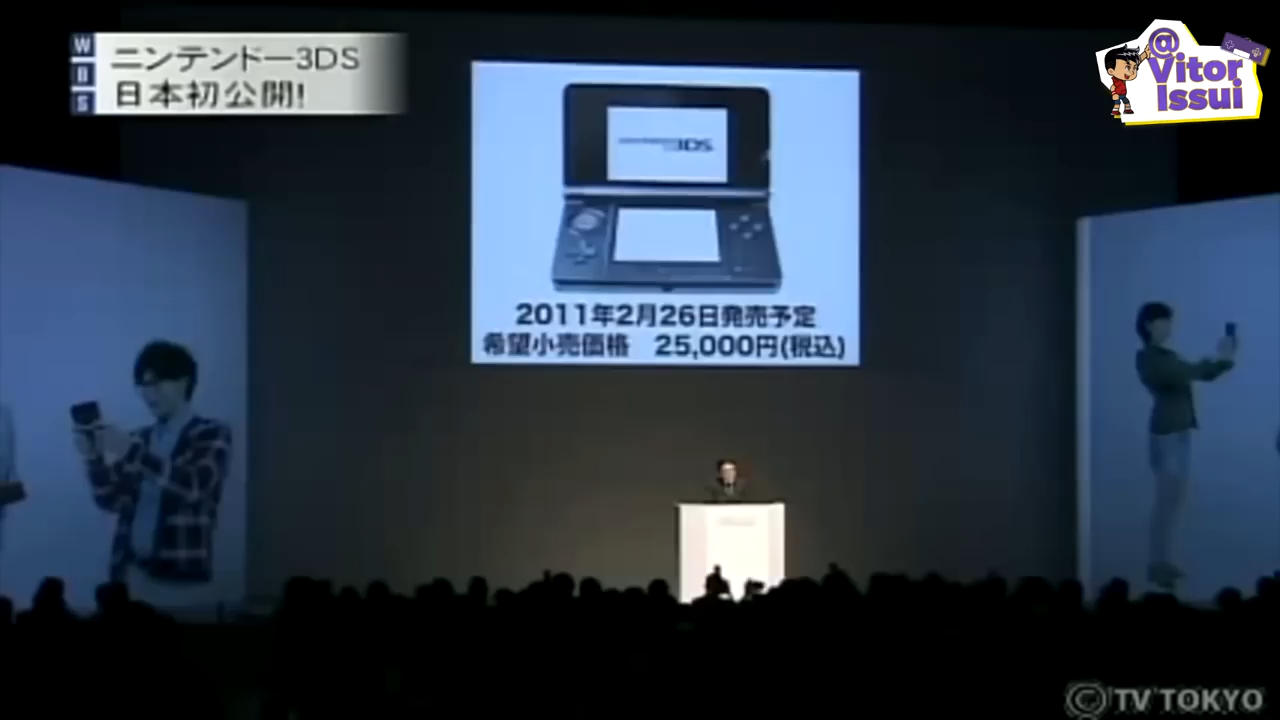 WBS
ニンテンドー3DS
日本初公開!
@
Vitor
Issui
3DS
2011年2月26日発売予定
希望小売価格 25,000円(税込)
©TV TOKYO